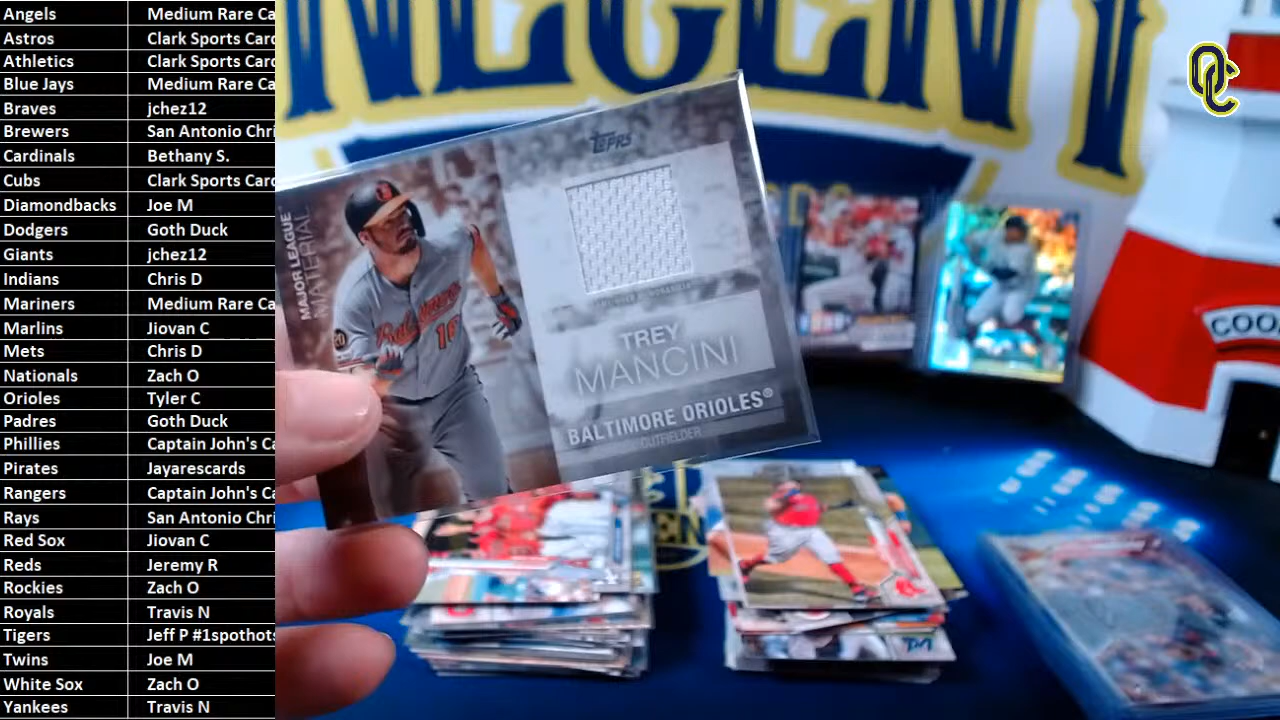 Angels Medium Rare Ca
Astros Clark Sports Card
Athletics Clark Sports Card
Blue Jays Medium Rare Ca
Braves jchez12
Brewers San Antonio Chri
Cardinals Bethany S.
Cubs Clark Sports Card
Diamondbacks Joe M
Dodgers Goth Duck
Giants jchez12
Indians Chris D
Mariners Medium Rare Ca
Marlins Jiovan C
Mets Chris D
Nationals Zach O
Orioles Tyler C
Padres Goth Duck
Phillies Captain John's Ca
Pirates Jayarescards
Rangers Captain John's Ca
Rays San Antonio Chri
Red Sox Jiovan C
Reds Jeremy R
Rockies Zach O
Royals Travis N
Tigers Jeff P #1spothots
Twins Joe M
White Sox Zach O
Yankees Travis N
OC
TOPPS
MAJOR LEAGUE™
MATERIAL
Baltimore
16
TREY
MANCINI
BALTIMORE ORIOLES®
OUTFIELDER
COO